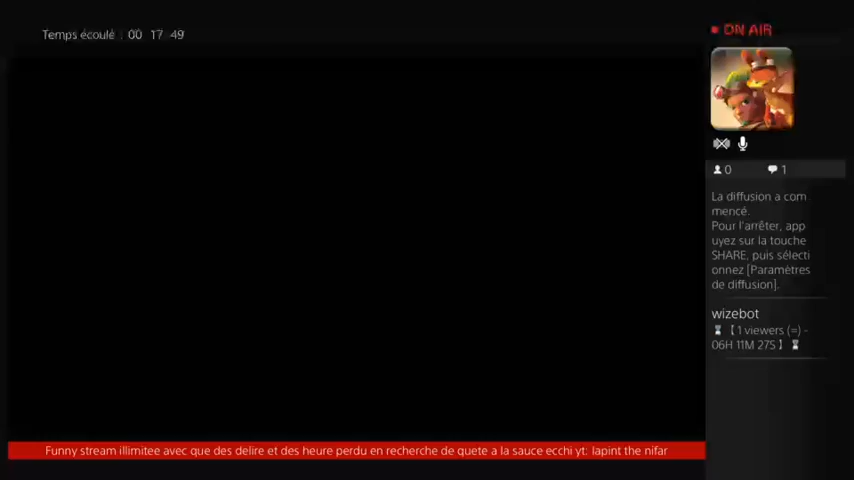 Temps écoulé : 00 17 49
ON AIR
0 1
La diffusion a com
mencé.
Pour l'arrêter, app
uyez sur la touche
SHARE, puis sélecti
onnez [Paramètres
de diffusion].
wizebot
【 1 viewers (=) -
06H 11M 27S 】
Funny stream illimitee avec que des delire et des heure perdu en recherche de quete a la sauce ecchi yt: lapint the nifar